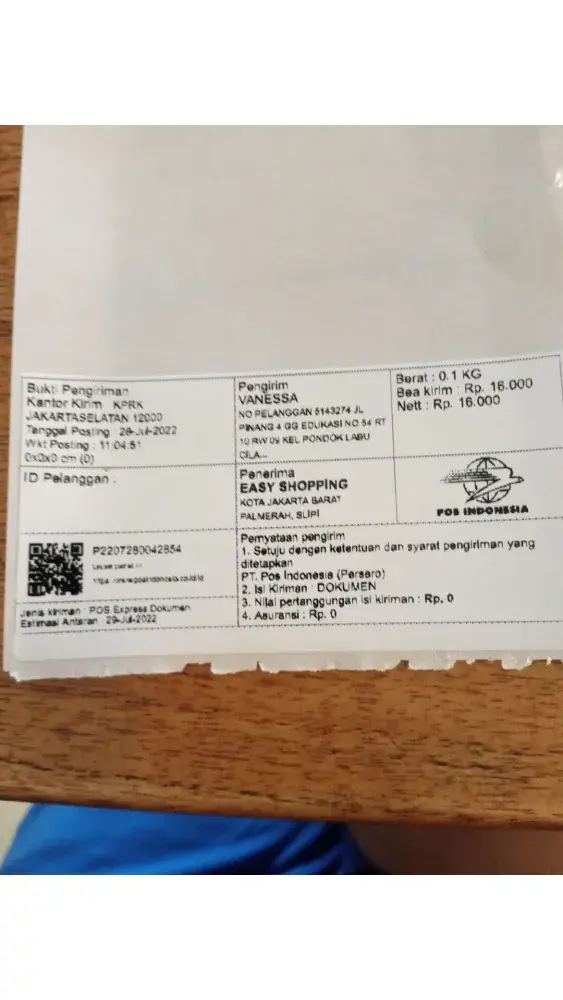 Bukti Pengiriman
Kantor Kirim KPRK
JAKARTASELATAN 12000
Tanggal Posting : 28-Jul-2022
Wkt Posting : 11:04:51
0x0x0 cm (0)
ID Pelanggan :
P2207280042854
Jenis kiriman : POS Express Dokumen
Estimasi Antaran : 29-Jul-2022
Pengirim
VANESSA
NO PELANGGAN 5143274 JL
PINANG 4 GG EDUKASI NO 54 RT
10 RW 09 KEL PONDOK LABU
CILA...
Penerima
EASY SHOPPING
KOTA JAKARTA BARAT
PALMERAH, SLIPI
Berat : 0.1 KG
Bea kirim : Rp. 16.000
Nett : Rp. 16.000
POS INDONESIA
Pernyataan pengirim
1. Setuju dengan ketentuan dan syarat pengiriman yang
ditetapkan
PT. Pos Indonesia (Persero)
2. Isi Kiriman : DOKUMEN
3. Nilai pertanggungan isi kiriman : Rp. 0
4. Asuransi : Rp. 0